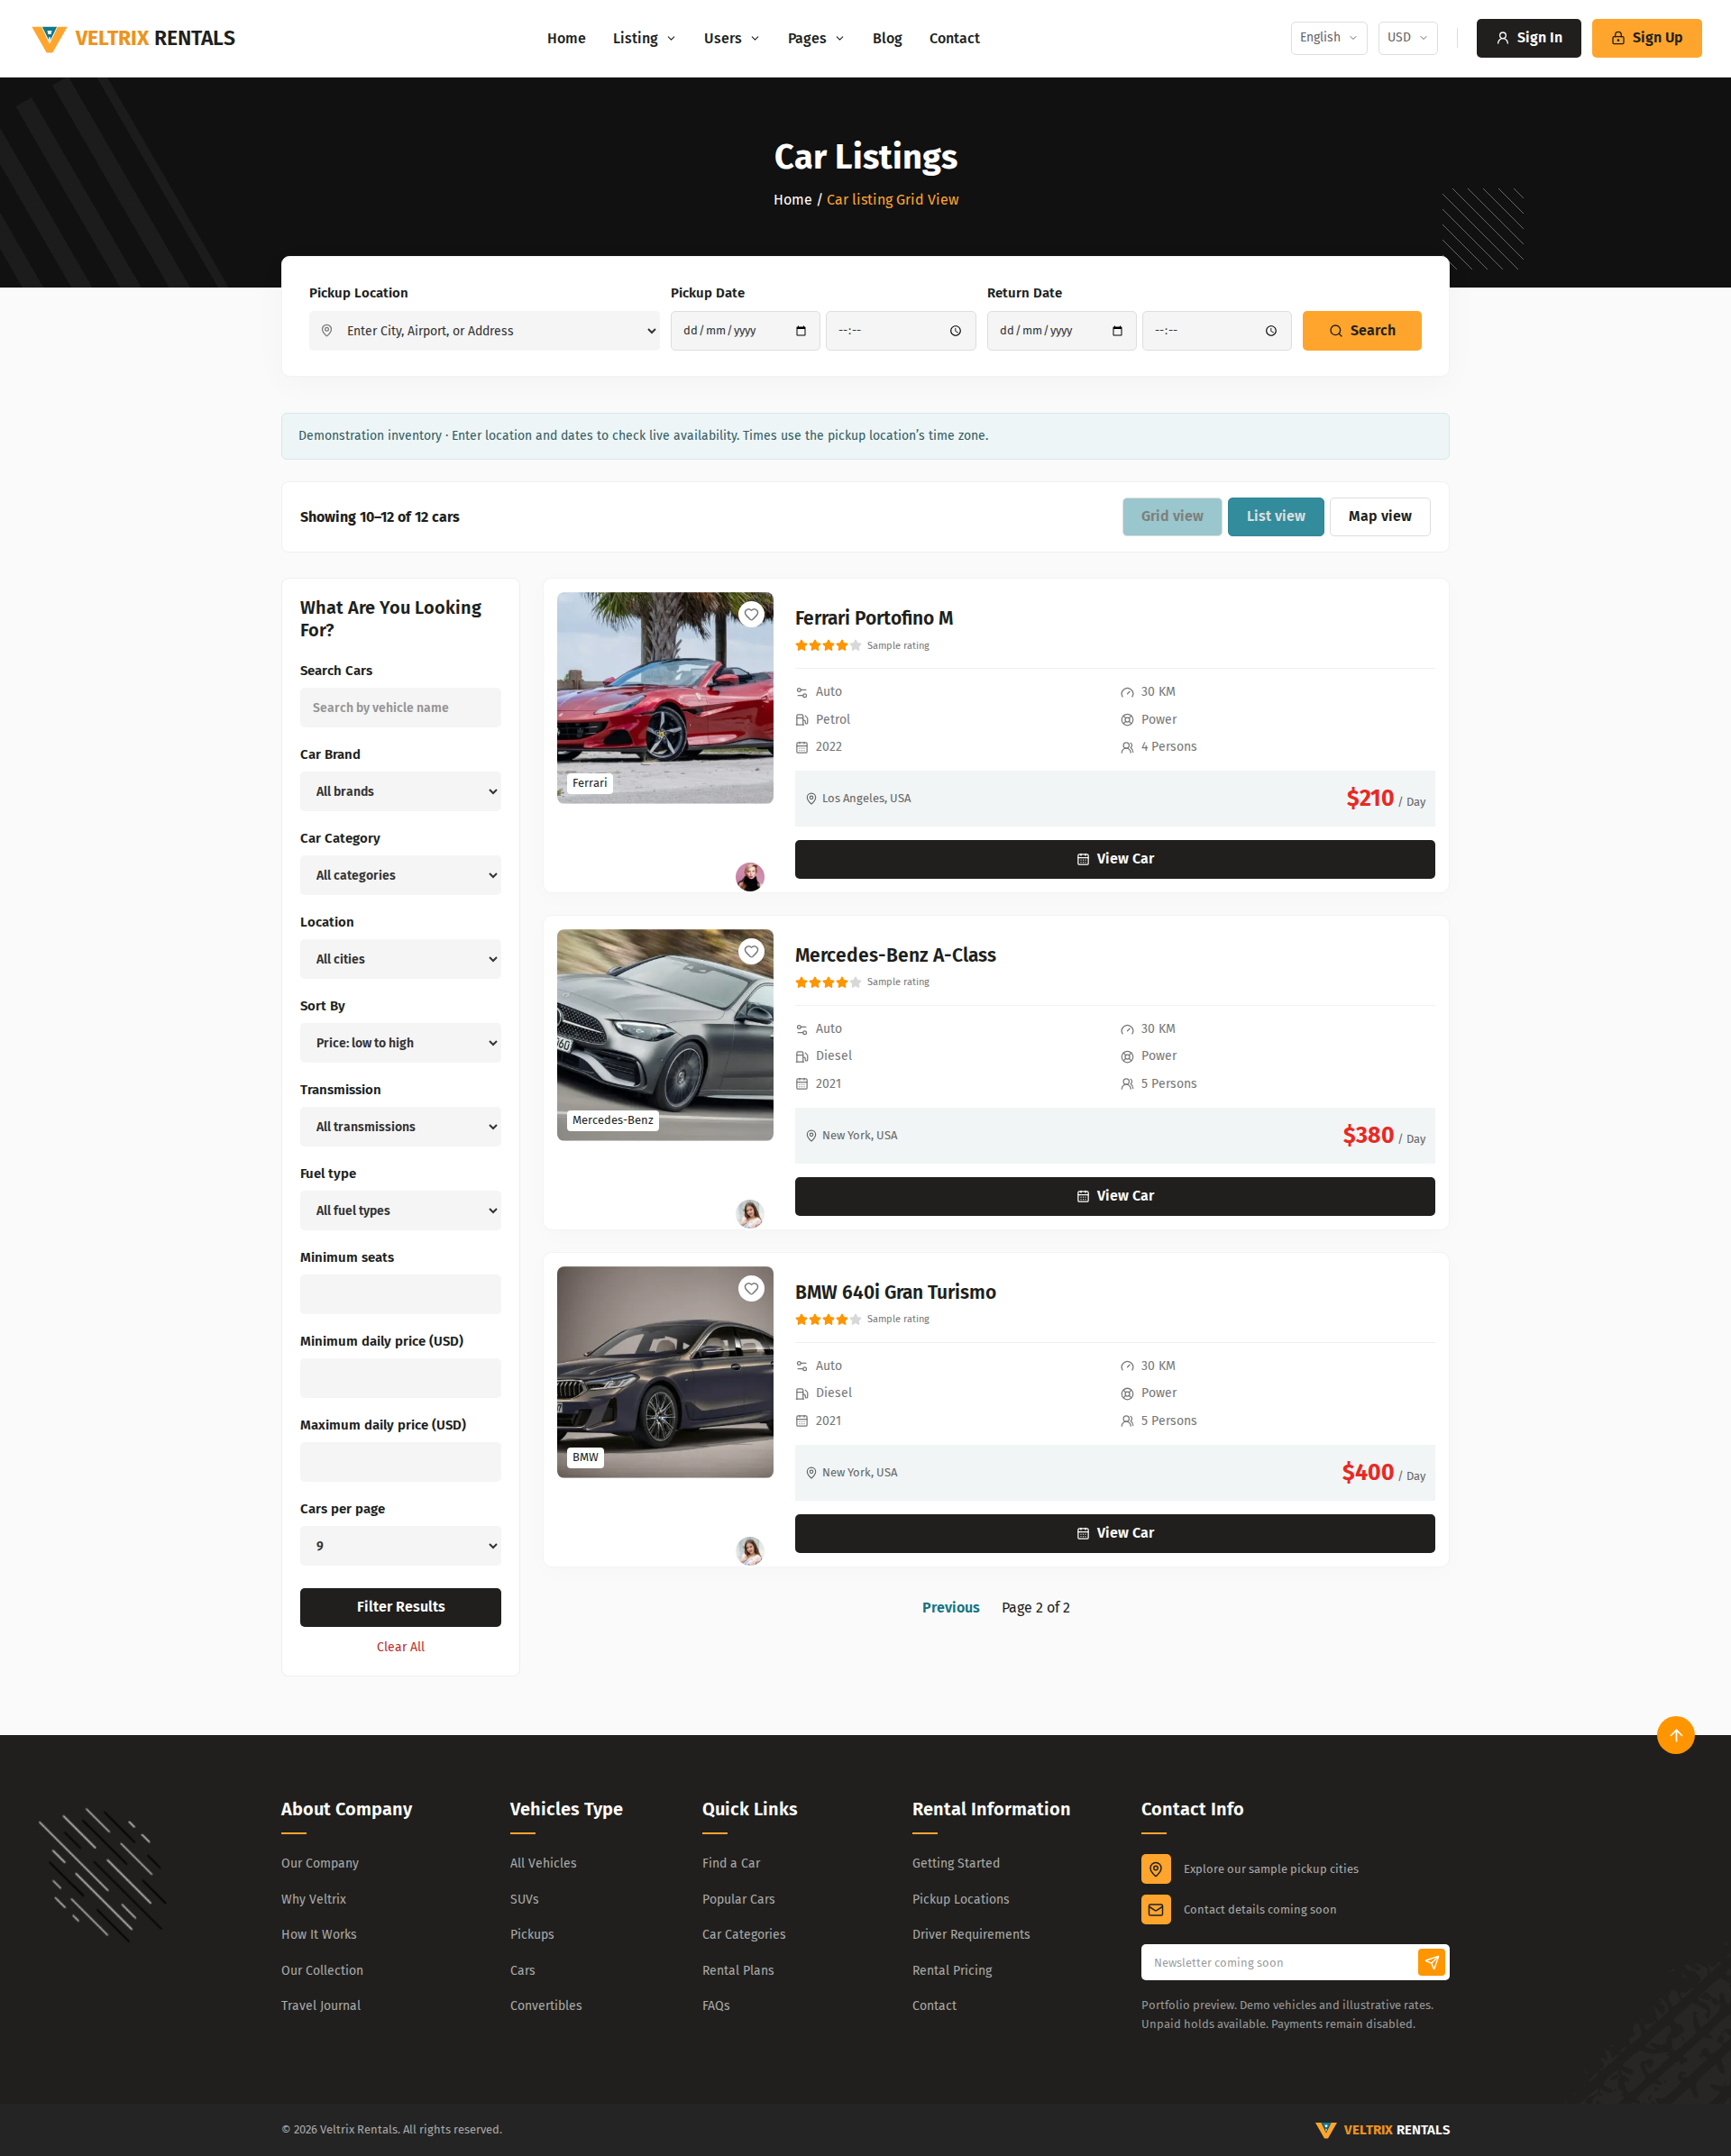 VELTRIX RENTALS
Home
Listing
Users
Pages
Blog
Contact
English
USD
Sign In
Sign Up
Car Listings
Home / Car listing Grid View
Pickup Location
Pickup Date
Return Date
Enter City, Airport, or Address
dd / mm / yyyy
--:--
dd / mm / yyyy
--:--
Search
Demonstration inventory · Enter location and dates to check live availability. Times use the pickup location’s time zone.
Showing 10–12 of 12 cars
Grid view
List view
Map view
What Are You Looking
For?
Search Cars
Search by vehicle name
Car Brand
All brands
Car Category
All categories
Location
All cities
Sort By
Price: low to high
Transmission
All transmissions
Fuel type
All fuel types
Minimum seats
Minimum daily price (USD)
Maximum daily price (USD)
Cars per page
9
Filter Results
Clear All
Ferrari
Ferrari Portofino M
Sample rating
Auto
30 KM
Petrol
Power
2022
4 Persons
Los Angeles, USA
$210 / Day
View Car
Mercedes-Benz
Mercedes-Benz A-Class
Sample rating
Auto
30 KM
Diesel
Power
2021
5 Persons
New York, USA
$380 / Day
View Car
BMW
BMW 640i Gran Turismo
Sample rating
Auto
30 KM
Diesel
Power
2021
5 Persons
New York, USA
$400 / Day
View Car
Previous
Page 2 of 2
About Company
Our Company
Why Veltrix
How It Works
Our Collection
Travel Journal
Vehicles Type
All Vehicles
SUVs
Pickups
Cars
Convertibles
Quick Links
Find a Car
Popular Cars
Car Categories
Rental Plans
FAQs
Rental Information
Getting Started
Pickup Locations
Driver Requirements
Rental Pricing
Contact
Contact Info
Explore our sample pickup cities
Contact details coming soon
Newsletter coming soon
Portfolio preview. Demo vehicles and illustrative rates.
Unpaid holds available. Payments remain disabled.
© 2026 Veltrix Rentals. All rights reserved.
VELTRIX RENTALS